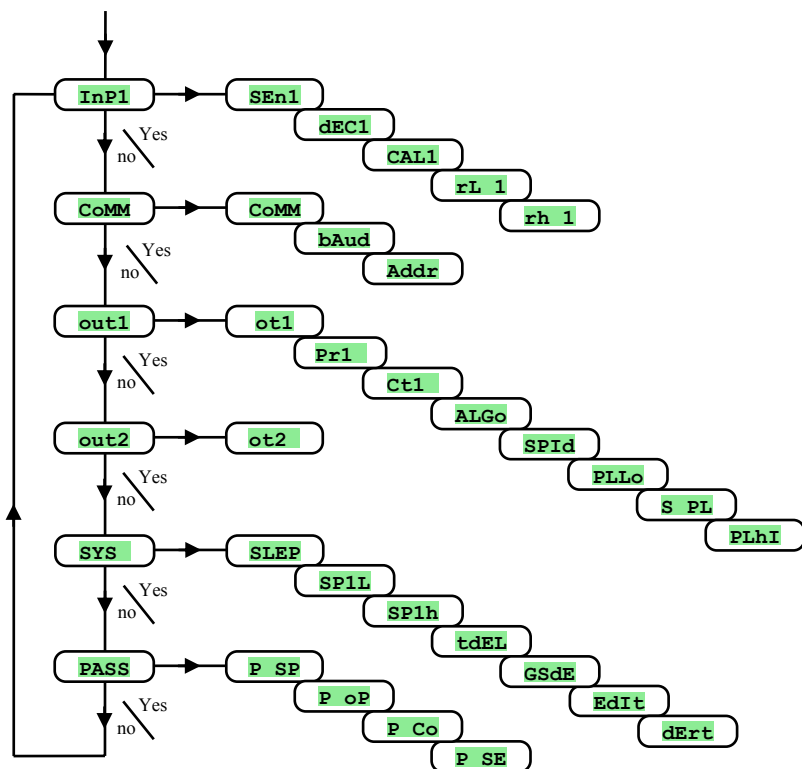 InP1 SEn1
dEC1
Yes
no
CAL1
rL 1
CoMM CoMM
rh 1
bAud
Yes
no
Addr
out1 ot1
Pr1
Yes
no
Ct1
ALGo
out2 ot2
SPId
PLLo
Yes
no
S PL
PLhI
SYS SLEP
SP1L
Yes
no
SP1h
tdEL
PASS P SP
GSdE
P oP
EdIt
Yes
no
P Co
dErt
P SE